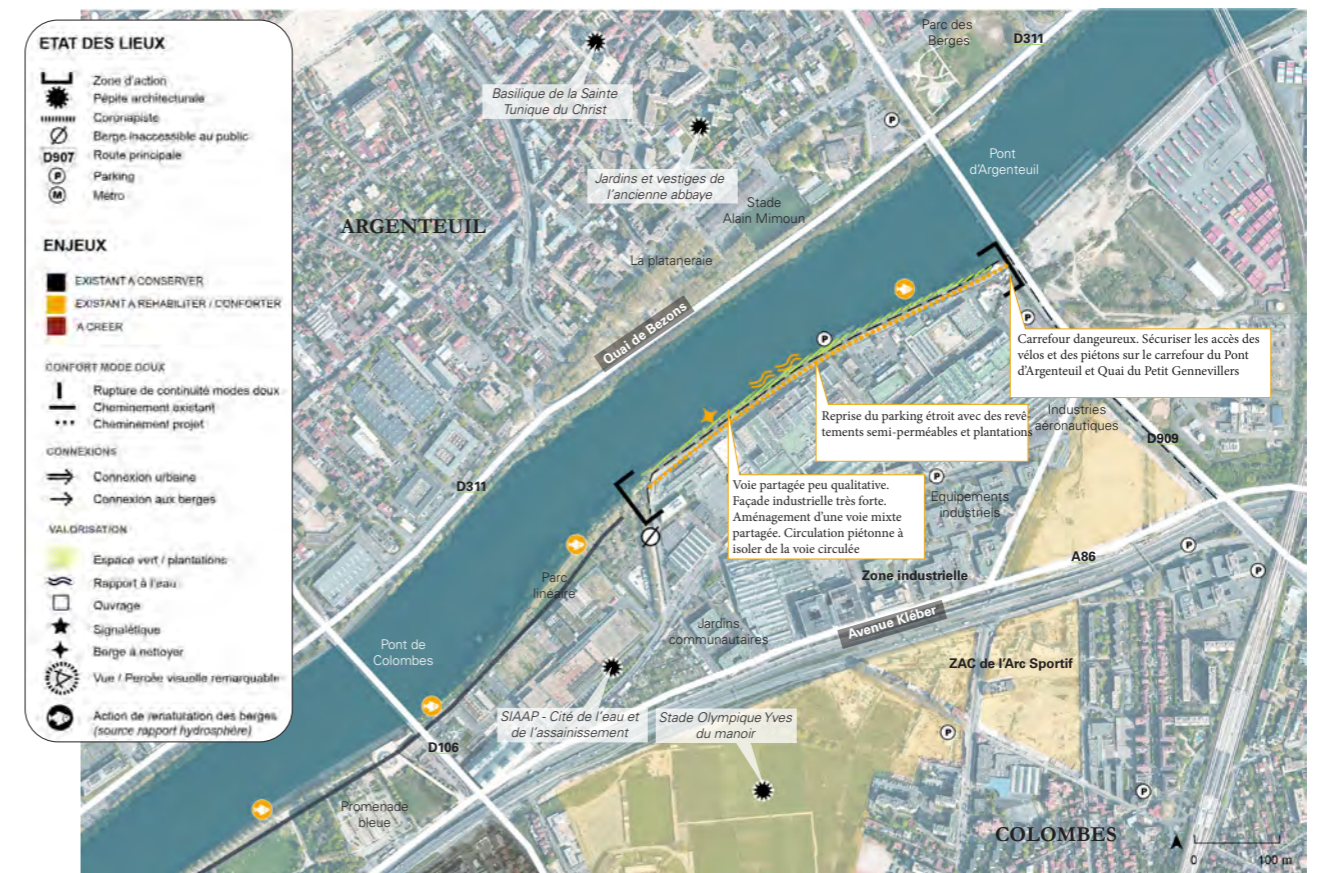 ETAT DES LIEUX
Zone d'action
Pépite architecturale
Coronapiste
Berge inaccessible au public
D907 Route principale
P Parking
M Métro
ENJEUX
EXISTANT A CONSERVER
EXISTANT A REHABILITER / CONFORTER
A CREER
CONFORT MODE DOUX
Rupture de continuité modes doux
Cheminement existant
Cheminement projet
CONNEXIONS
Connexion urbaine
Connexion aux berges
VALORISATION
Espace vert / plantations
Rapport à l'eau
Ouvrage
Signalétique
Berge à nettoyer
Vue / Percée visuelle remarquable
Action de renaturation des berges
(source rapport hydrosphère)
Parc des
Berges
D311
Basilique de la Sainte
Tunique du Christ
P
Pont
d'Argenteuil
Jardins et vestiges de
l'ancienne abbaye
Stade
Alain Mimoun
ARGENTEUIL
La plataneraie
Quai de Bezons
P
P
Carrefour dangeureux. Sécuriser les accès des
vélos et des piétons sur le carrefour du Pont
d'Argenteuil et Quai du Petit Gennevillers
Reprise du parking étroit avec des revê-
tements semi-perméables et plantations
Industries
aéronautiques
D909
D311
Voie partagée peu qualitative.
Façade industrielle très forte.
Aménagement d'une voie mixte
partagée. Circulation piétonne à
isoler de la voie circulée
P
Equipements
industriels
A86
P
P
Zone industrielle
Parc
linéaire
Jardins
communautaires
Avenue Kléber
Pont de
Colombes
ZAC de l'Arc Sportif
SIAAP - Cité de l'eau et
de l'assainissement
Stade Olympique Yves
du manoir
P
D106
P
Promenade
bleue
COLOMBES
0 100 m